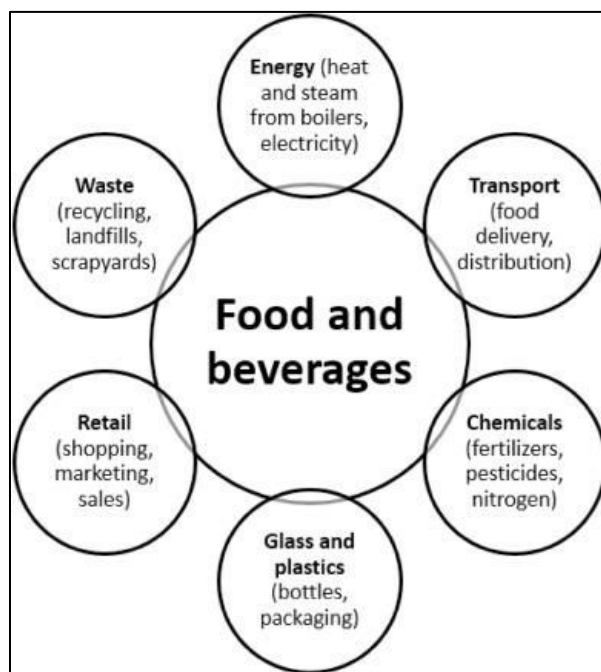 Energy (heat
and steam
from boilers,
electricity)
Transport
(food
delivery,
distribution)
Chemicals
(fertilizers,
pesticides,
nitrogen)
Glass and
plastics
(bottles,
packaging)
Retail
(shopping,
marketing,
sales)
Waste
(recycling,
landfills,
scrapyards)
Food and
beverages